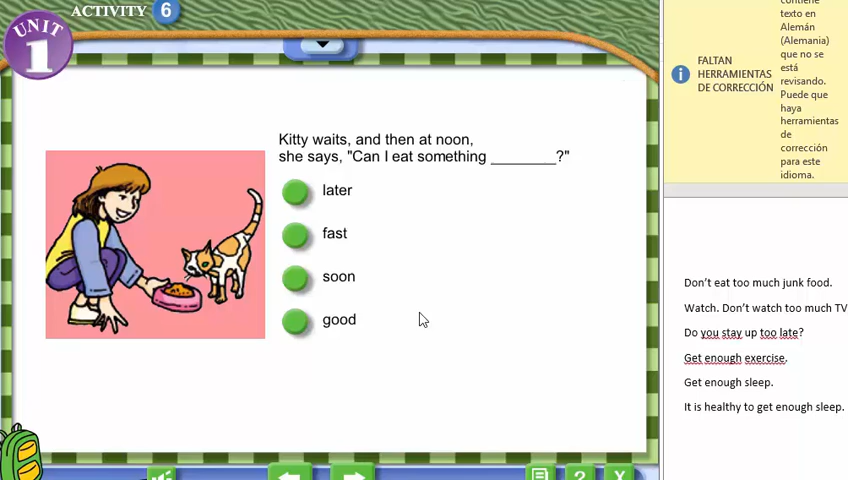 ACTIVITY 6
UNIT
1
Kitty waits, and then at noon,
she says, "Can I eat something _______?"
later
fast
soon
good
contiene
texto en
Alemán
(Alemania)
que no se
está
revisando.
Puede que
haya
herramientas
de
corrección
para este
idioma.
FALTAN
HERRAMIENTAS
DE CORRECCIÓN
Don't eat too much junk food.
Watch. Don't watch too much TV
Do you stay up too late?
Get enough exercise.
Get enough sleep.
It is healthy to get enough sleep.
?
X